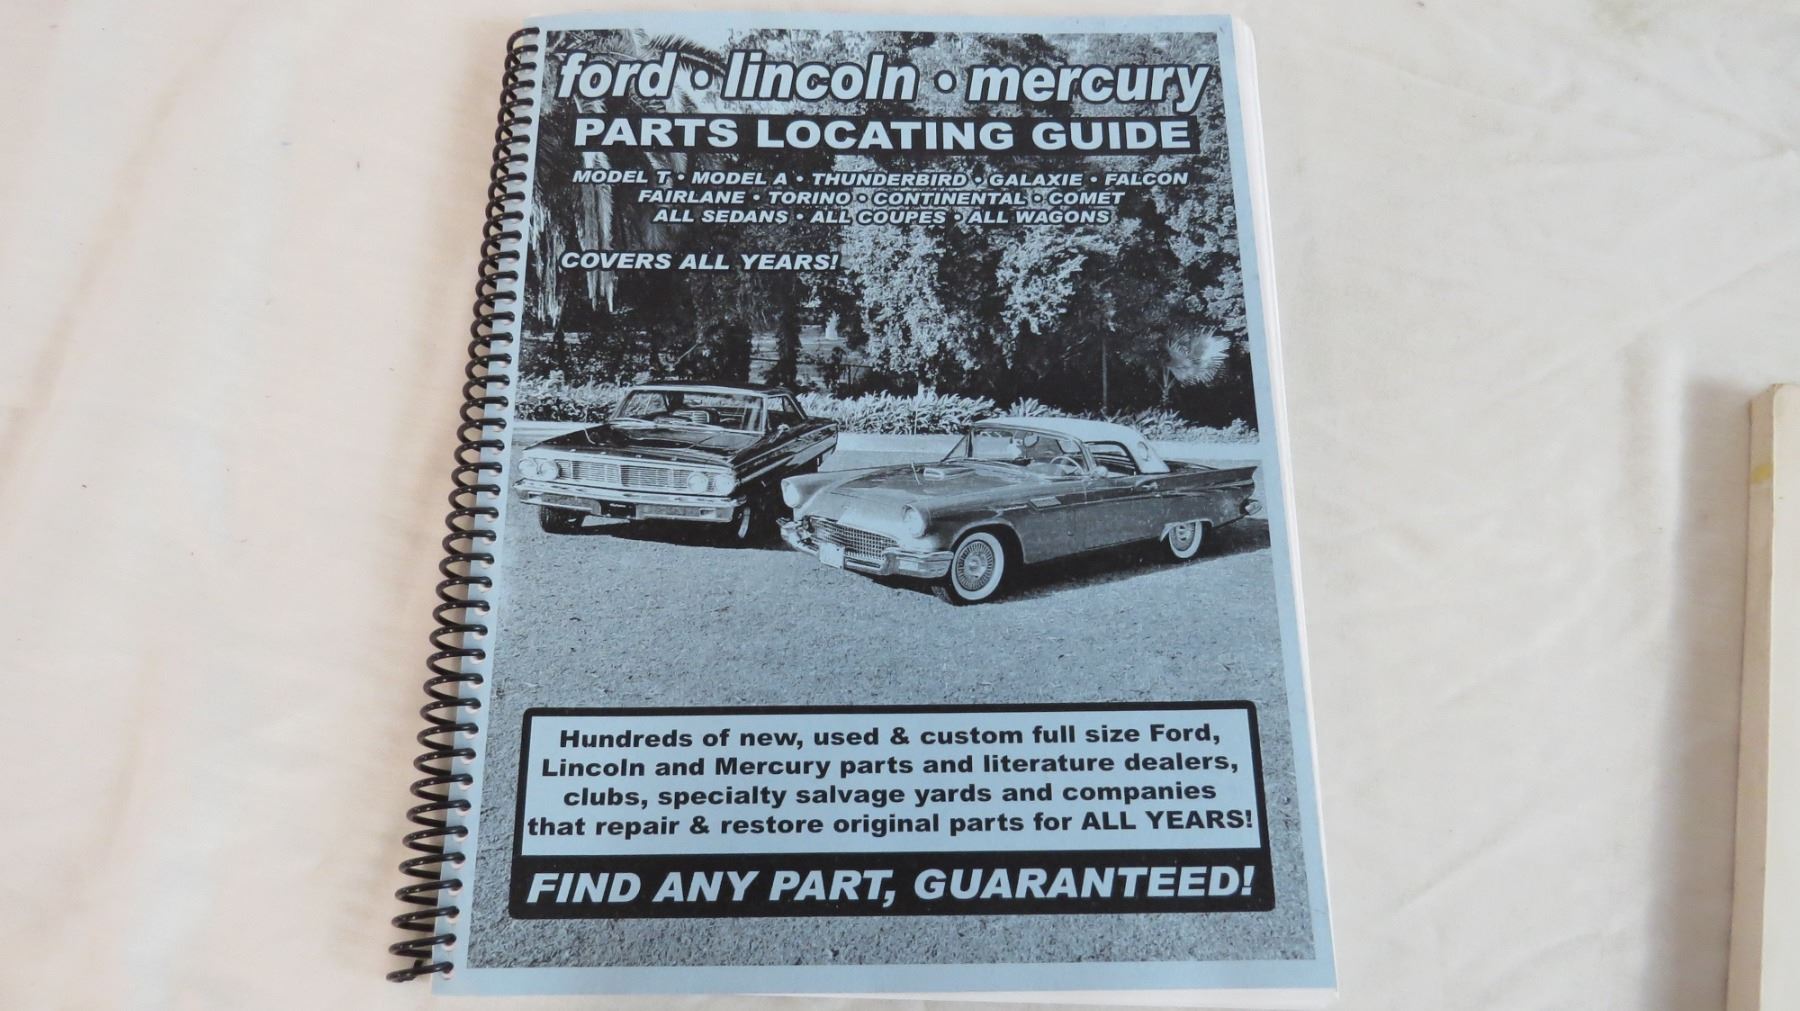 ford • lincoln • mercury
PARTS LOCATING GUIDE
MODEL T • MODEL A • THUNDERBIRD • GALAXIE • FALCON
FAIRLANE • TORINO • CONTINENTAL • COMET
ALL SEDANS • ALL COUPES • ALL WAGONS
COVERS ALL YEARS!
Hundreds of new, used & custom full size Ford,
Lincoln and Mercury parts and literature dealers,
clubs, specialty salvage yards and companies
that repair & restore original parts for ALL YEARS!
FIND ANY PART, GUARANTEED!